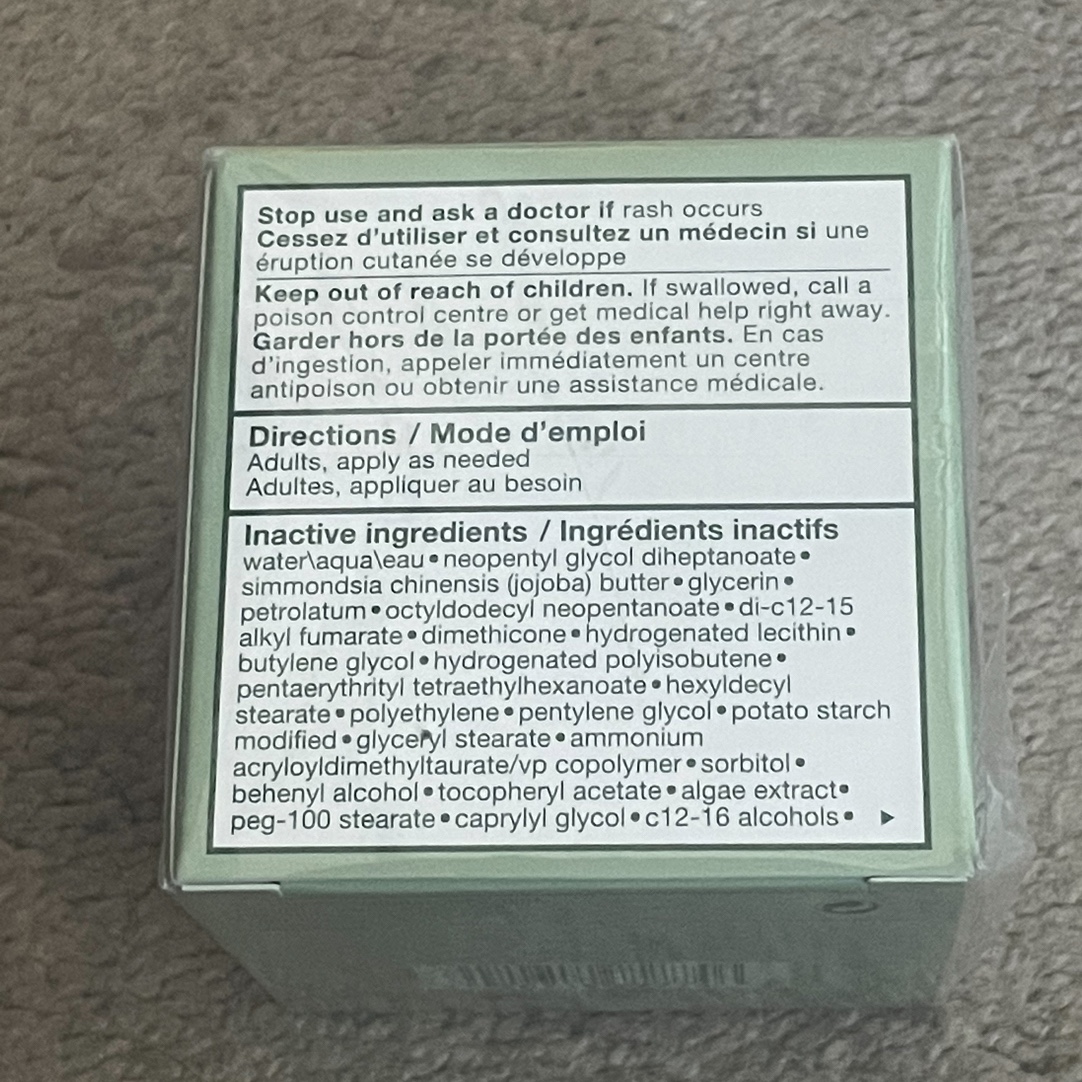 Stop use and ask a doctor if rash occurs
Cessez d'utiliser et consultez un médecin si une
éruption cutanée se développe
Keep out of reach of children. If swallowed, call a
poison control centre or get medical help right away.
Garder hors de la portée des enfants. En cas
d'ingestion, appeler immédiatement un centre
antipoison ou obtenir une assistance médicale.
Directions / Mode d'emploi
Adults, apply as needed
Adultes, appliquer au besoin
Inactive ingredients / Ingrédients inactifs
water\aqua\eau • neopentyl glycol diheptanoate •
simmondsia chinensis (jojoba) butter • glycerin •
petrolatum • octyldodecyl neopentanoate • di-c12-15
alkyl fumarate • dimethicone • hydrogenated lecithin •
butylene glycol • hydrogenated polyisobutene •
pentaerythrityl tetraethylhexanoate • hexyldecyl
stearate • polyethylene • pentylene glycol • potato starch
modified • glyceryl stearate • ammonium
acryloyldimethyltaurate/vp copolymer • sorbitol •
behenyl alcohol • tocopheryl acetate • algae extract •
peg-100 stearate • caprylyl glycol • c12-16 alcohols • ►